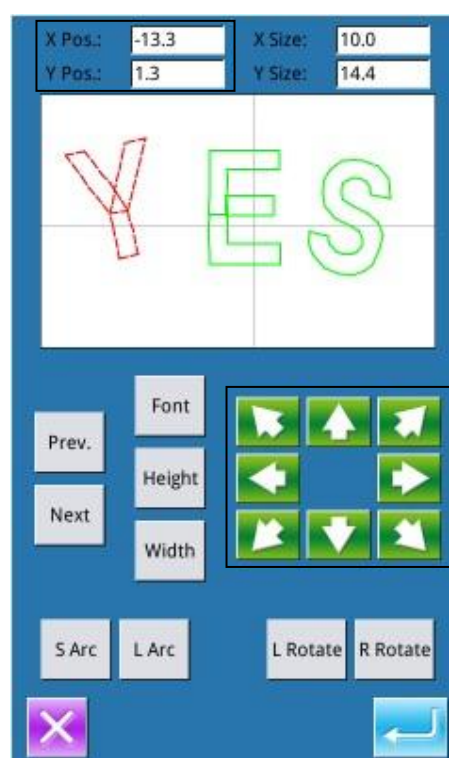 X Pos.: -13.3 X Size: 10.0
Y Pos.: 1.3 Y Size: 14.4
YES
Font
Prev.
Height
Next
Width
S Arc L Arc L Rotate R Rotate